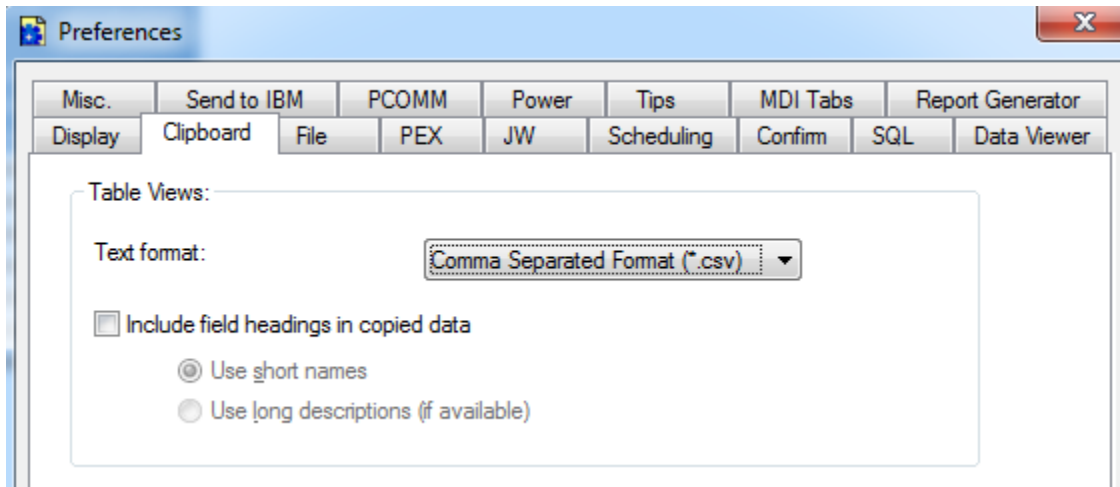 Preferences
Misc. Send to IBM PCOMM Power Tips MDI Tabs Report Generator
Display Clipboard File PEX JW Scheduling Confirm SQL Data Viewer
Table Views:
Text format: Comma Separated Format (*.csv)
Include field headings in copied data
Use short names
Use long descriptions (if available)